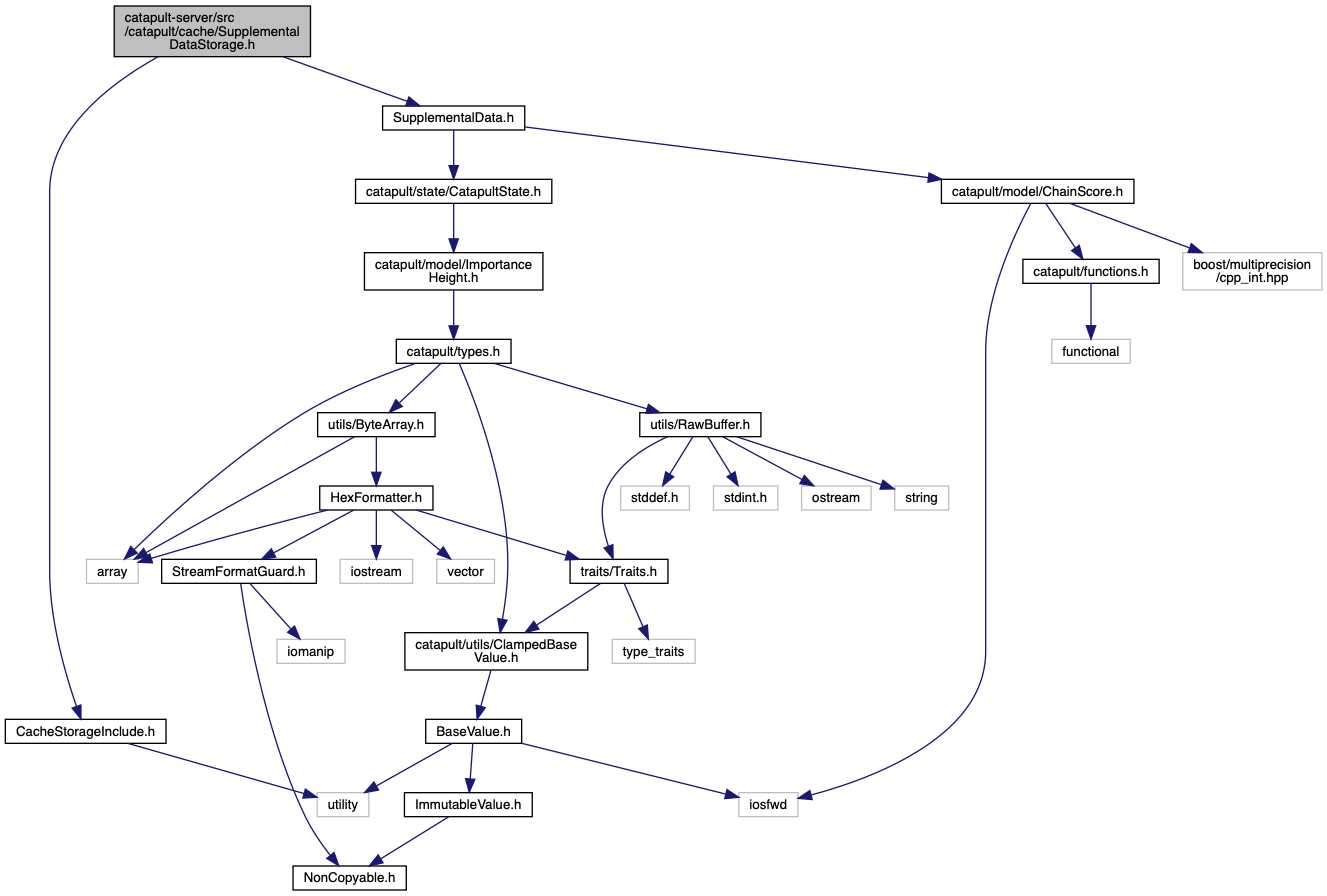 catapult-server/src
/catapult/cache/Supplemental
DataStorage.h
SupplementalData.h
catapult/state/CatapultState.h
catapult/model/ChainScore.h
catapult/model/Importance
Height.h
catapult/functions.h
boost/multiprecision
/cpp_int.hpp
catapult/types.h
functional
utils/ByteArray.h
utils/RawBuffer.h
HexFormatter.h
stddef.h
stdint.h
ostream
string
array
StreamFormatGuard.h
iostream
vector
traits/Traits.h
iomanip
catapult/utils/ClampedBase
Value.h
type_traits
CacheStorageInclude.h
BaseValue.h
utility
ImmutableValue.h
iosfwd
NonCopyable.h